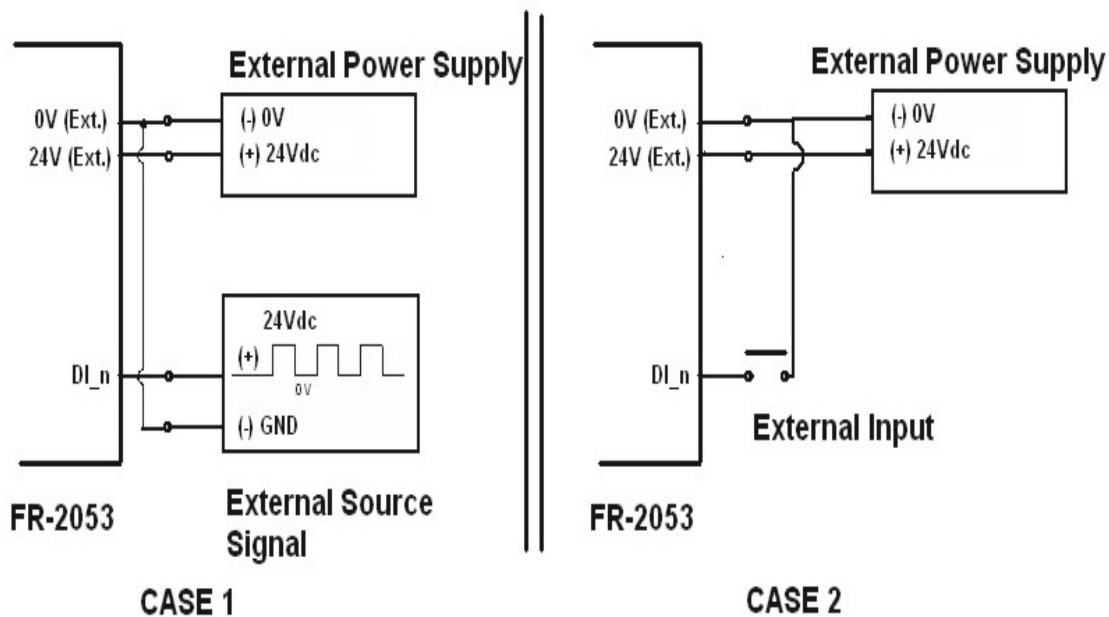 External Power Supply
0V (Ext.)
24V (Ext.)
(-) 0V
(+) 24Vdc
24Vdc
(+)
0V
DI_n
(-) GND
FR-2053
External Source
Signal
CASE 1
External Power Supply
0V (Ext.)
24V (Ext.)
(-) 0V
(+) 24Vdc
DI_n
External Input
FR-2053
CASE 2